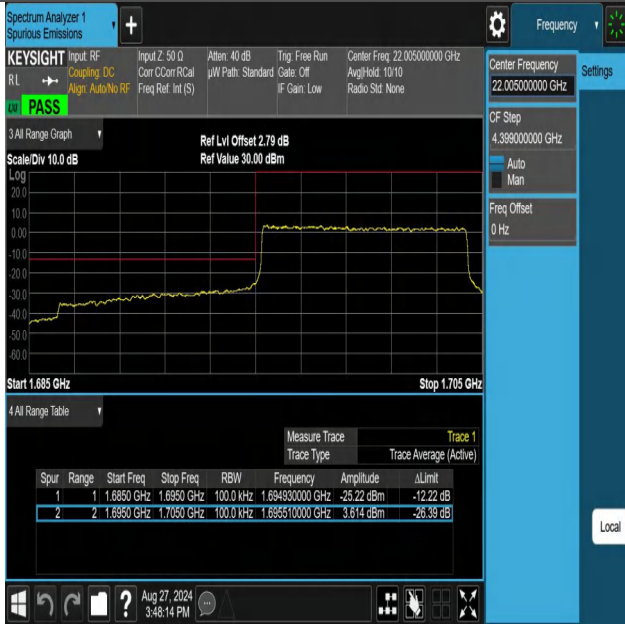 Spectrum Analyzer 1
Spurious Emissions
+
Frequency
KEYSIGHT
RL
Input: RF
Coupling: DC
Align: Auto/No RF
Input Z: 50 Ω
Corr CCorr RCal
Freq Ref: Int (S)
Atten: 40 dB
µW Path: Standard
Trig: Free Run
Gate: Off
IF Gain: Low
Center Freq: 22.005000000 GHz
Avg|Hold: 10/10
Radio Std: None
PASS
Center Frequency
22.005000000 GHz
Settings
CF Step
4.399000000 GHz
Auto
Man
Freq Offset
0 Hz
3 All Range Graph
Scale/Div 10.0 dB
Ref Lvl Offset 2.79 dB
Ref Value 30.00 dBm
Log
20.0
10.0
0.00
-10.0
-20.0
-30.0
-40.0
-50.0
-60.0
Start 1.685 GHz
Stop 1.705 GHz
4 All Range Table
Measure Trace Trace 1
Trace Type Trace Average (Active)
Spur Range Start Freq Stop Freq RBW Frequency Amplitude ΔLimit
1 1 1.6850 GHz 1.6950 GHz 100.0 kHz 1.694930000 GHz -25.22 dBm -12.22 dB
2 2 1.6950 GHz 1.7050 GHz 100.0 kHz 1.695510000 GHz 3.614 dBm -26.39 dB
Local
?
Aug 27, 2024
3:48:14 PM